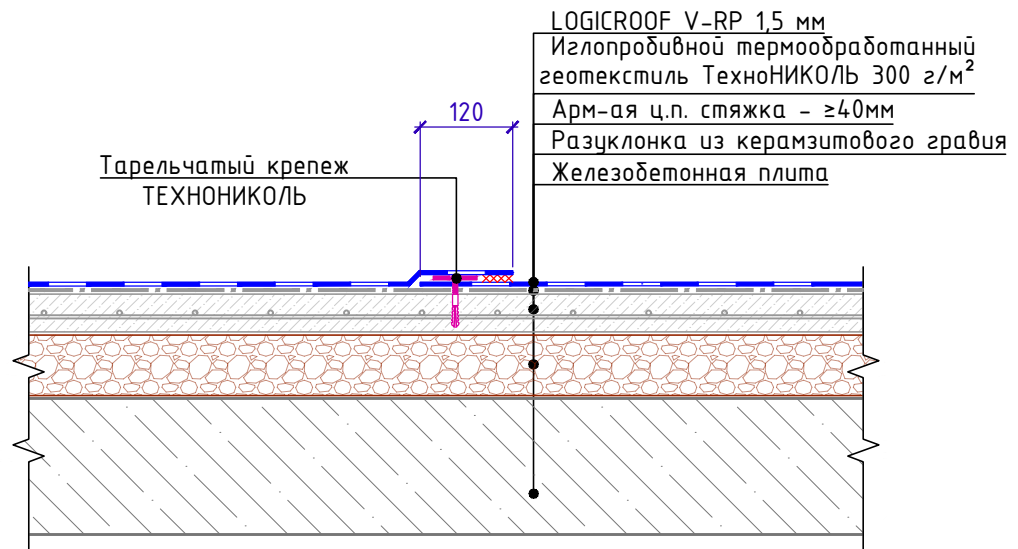 LOGICROOF V-RP 1,5 мм
Иглопробивной термообработанный
геотекстиль ТехноНИКОЛЬ 300 г/м²
Арм-ая ц.п. стяжка - ≥40мм
Разуклонка из керамзитового гравия
Железобетонная плита
120
Тарельчатый крепеж
ТЕХНОНИКОЛЬ